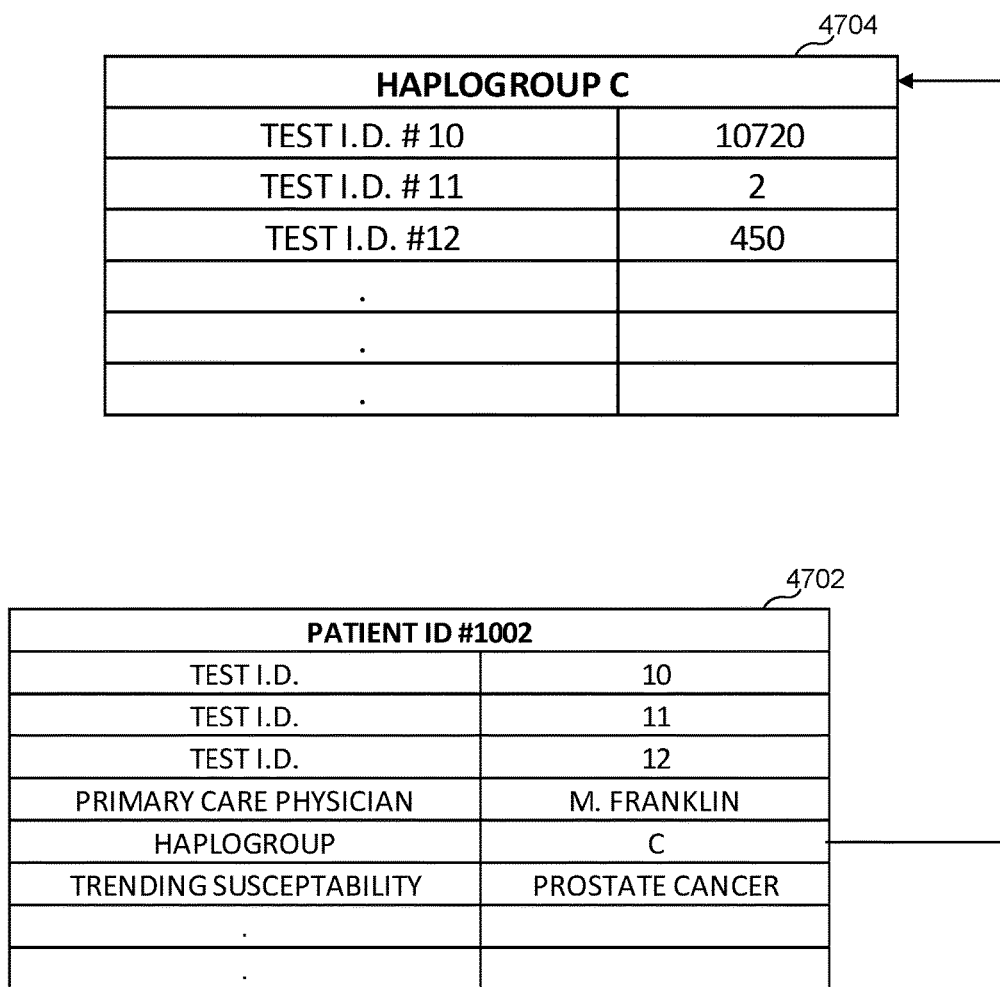 4704
HAPLOGROUP C
TEST I.D. # 10 10720
TEST I.D. # 11 2
TEST I.D. #12 450
.
.
.
4702
PATIENT ID #1002
TEST I.D. 10
TEST I.D. 11
TEST I.D. 12
PRIMARY CARE PHYSICIAN M. FRANKLIN
HAPLOGROUP C
TRENDING SUSCEPTABILITY PROSTATE CANCER
.
.